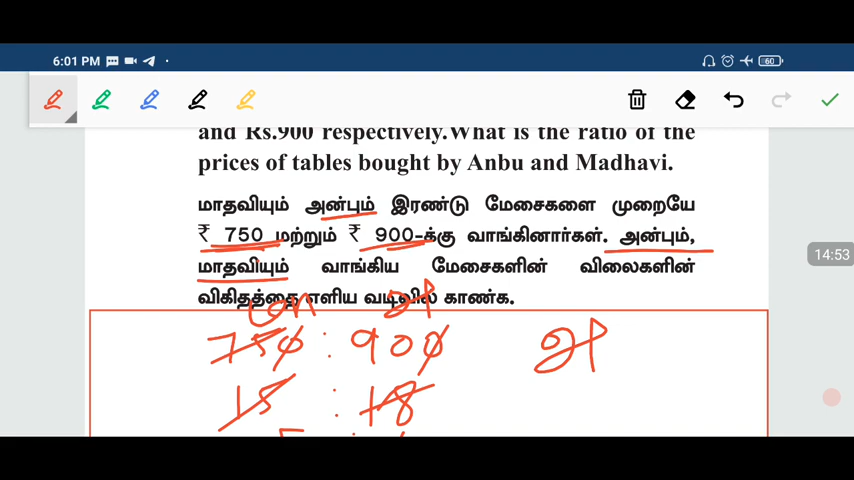 6:01 PM
60
and Rs.900 respectively.What is the ratio of the
prices of tables bought by Anbu and Madhavi.
மாதவியும் அன்பும் இரண்டு மேசைகளை முறையே
₹ 750 மற்றும் ₹ 900-க்கு வாங்கினார்கள். அன்பும்,
14:53
மாதவியும் வாங்கிய மேசைகளின் விலைகளின்
விகிதத்தை எளிய வடிவில் காண்க.
மா அ
750 : 900 அ
15 : 18